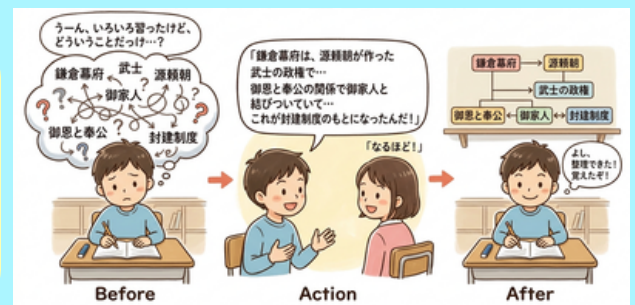 うーん、いろいろ習ったけど、
どういうことだっけ…？
鎌倉幕府
武士
源頼朝
御家人
御恩と奉公
封建制度
Before
「鎌倉幕府は、源頼朝が作った
武士の政権で…
御恩と奉公の関係で御家人と
結びついていて…
これが封建制度のもとになったんだ！」
「なるほど！」
Action
鎌倉幕府
源頼朝
武士の政権
御恩と奉公
御家人
封建制度
よし、
整理できた！
覚えたぞ！
After